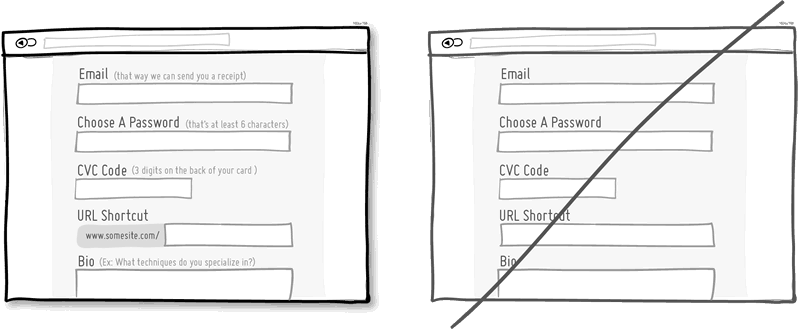 Email (that way we can send you a receipt)
Choose A Password (that's at least 6 characters)
CVC Code (3 digits on the back of your card )
URL Shortcut
www.somesite.com/
Bio (Ex: What techniques do you specialize in?)
Email
Choose A Password
CVC Code
URL Shortcut
Bio